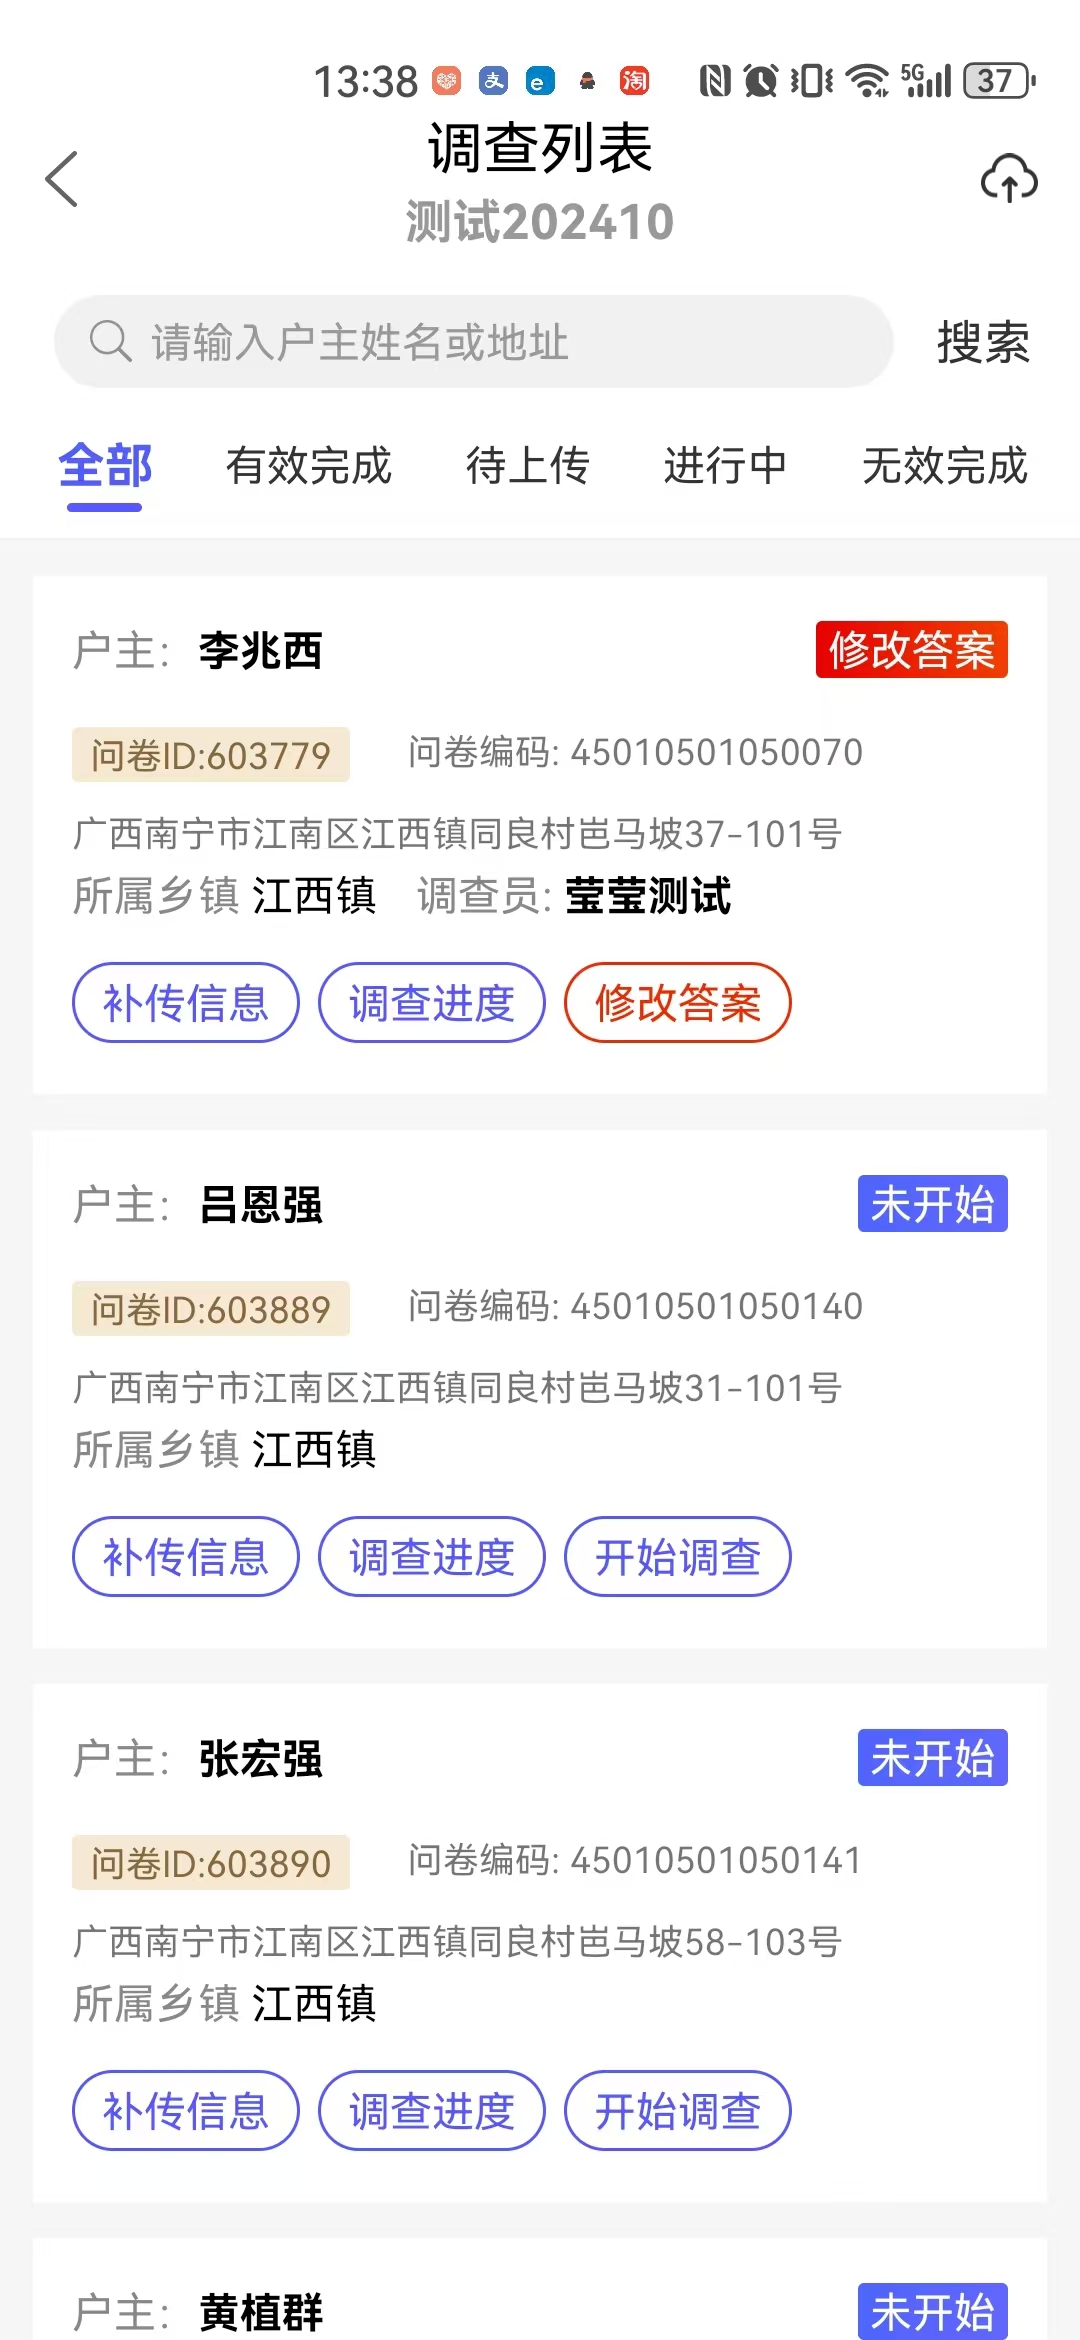 13:38 支 e 淘 5G 37
调查列表
测试202410
请输入户主姓名或地址 搜索
全部 有效完成 待上传 进行中 无效完成
户主: 李兆西 修改答案
问卷ID:603779 问卷编码: 45010501050070
广西南宁市江南区江西镇同良村岜马坡37-101号
所属乡镇 江西镇 调查员: 莹莹测试
补传信息 调查进度 修改答案
户主: 吕恩强 未开始
问卷ID:603889 问卷编码: 45010501050140
广西南宁市江南区江西镇同良村岜马坡31-101号
所属乡镇 江西镇
补传信息 调查进度 开始调查
户主: 张宏强 未开始
问卷ID:603890 问卷编码: 45010501050141
广西南宁市江南区江西镇同良村岜马坡58-103号
所属乡镇 江西镇
补传信息 调查进度 开始调查
户主: 黄植群 未开始